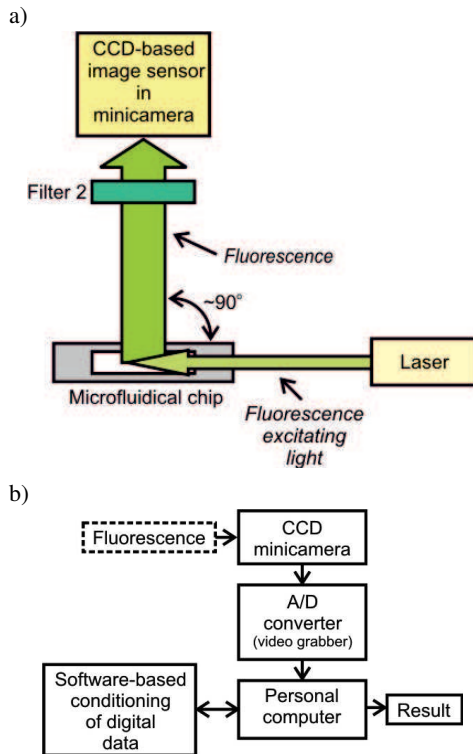 a)
CCD-based
image sensor
in
minicamera
Filter 2
Fluorescence
~90°
Laser
Microfluidical chip
Fluorescence
excitating
light
b)
Fluorescence
CCD
minicamera
A/D
converter
(video grabber)
Software-based
conditioning
of digital
data
Personal
computer
Result